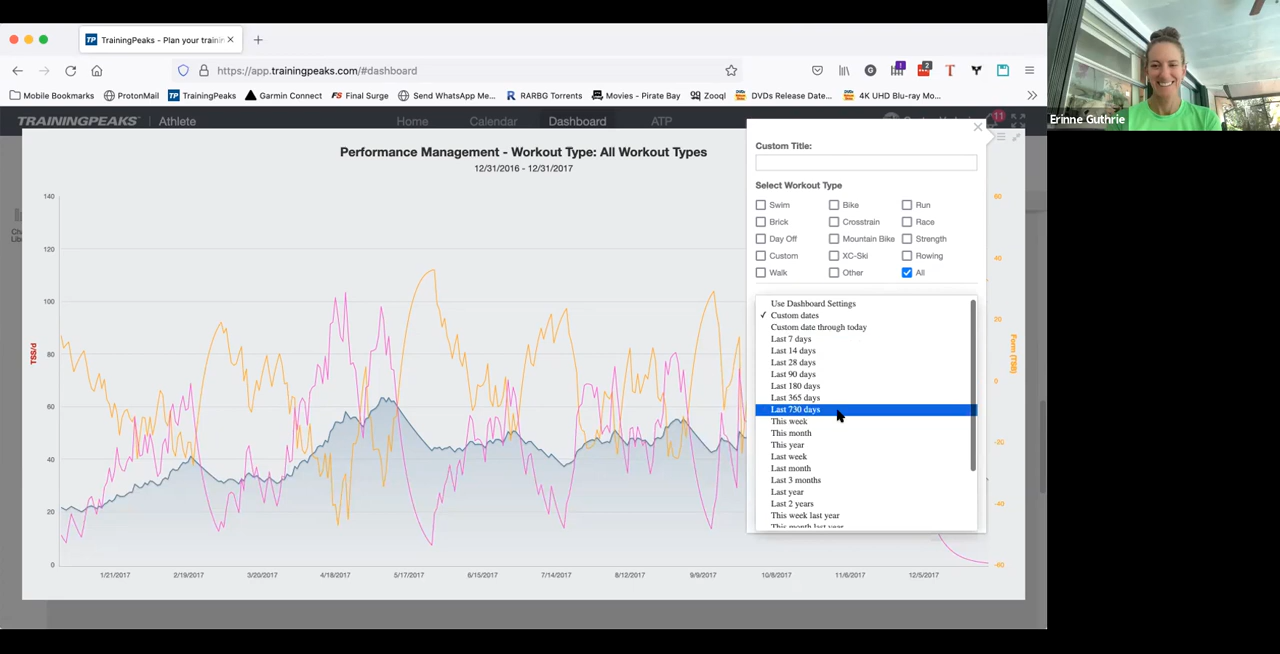 TrainingPeaks - Plan your trainin
https://app.trainingpeaks.com/#dashboard
Mobile Bookmarks ProtonMail TrainingPeaks Garmin Connect Final Surge Send WhatsApp Me... RARBG Torrents Movies - Pirate Bay Zooql DVDs Release Date... 4K UHD Blu-ray Mo...
TRAININGPEAKS Athlete Home Calendar Dashboard ATP 11
Erinne Guthrie
Performance Management - Workout Type: All Workout Types
12/31/2016 - 12/31/2017
Custom Title:
Select Workout Type
Swim Bike Run
Brick Crosstrain Race
Day Off Mountain Bike Strength
Custom XC-Ski Rowing
Walk Other All
Use Dashboard Settings
✓ Custom dates
Custom date through today
Last 7 days
Last 14 days
Last 28 days
Last 90 days
Last 180 days
Last 365 days
Last 730 days
This week
This month
This year
Last week
Last month
Last 3 months
Last year
Last 2 years
This week last year
This month last year
TSS/d
140
120
100
80
60
40
20
0
Form (TSB)
60
40
20
0
-20
-40
-60
1/21/2017 2/19/2017 3/20/2017 4/18/2017 5/17/2017 6/15/2017 7/14/2017 8/12/2017 9/9/2017 10/8/2017 11/6/2017 12/5/2017